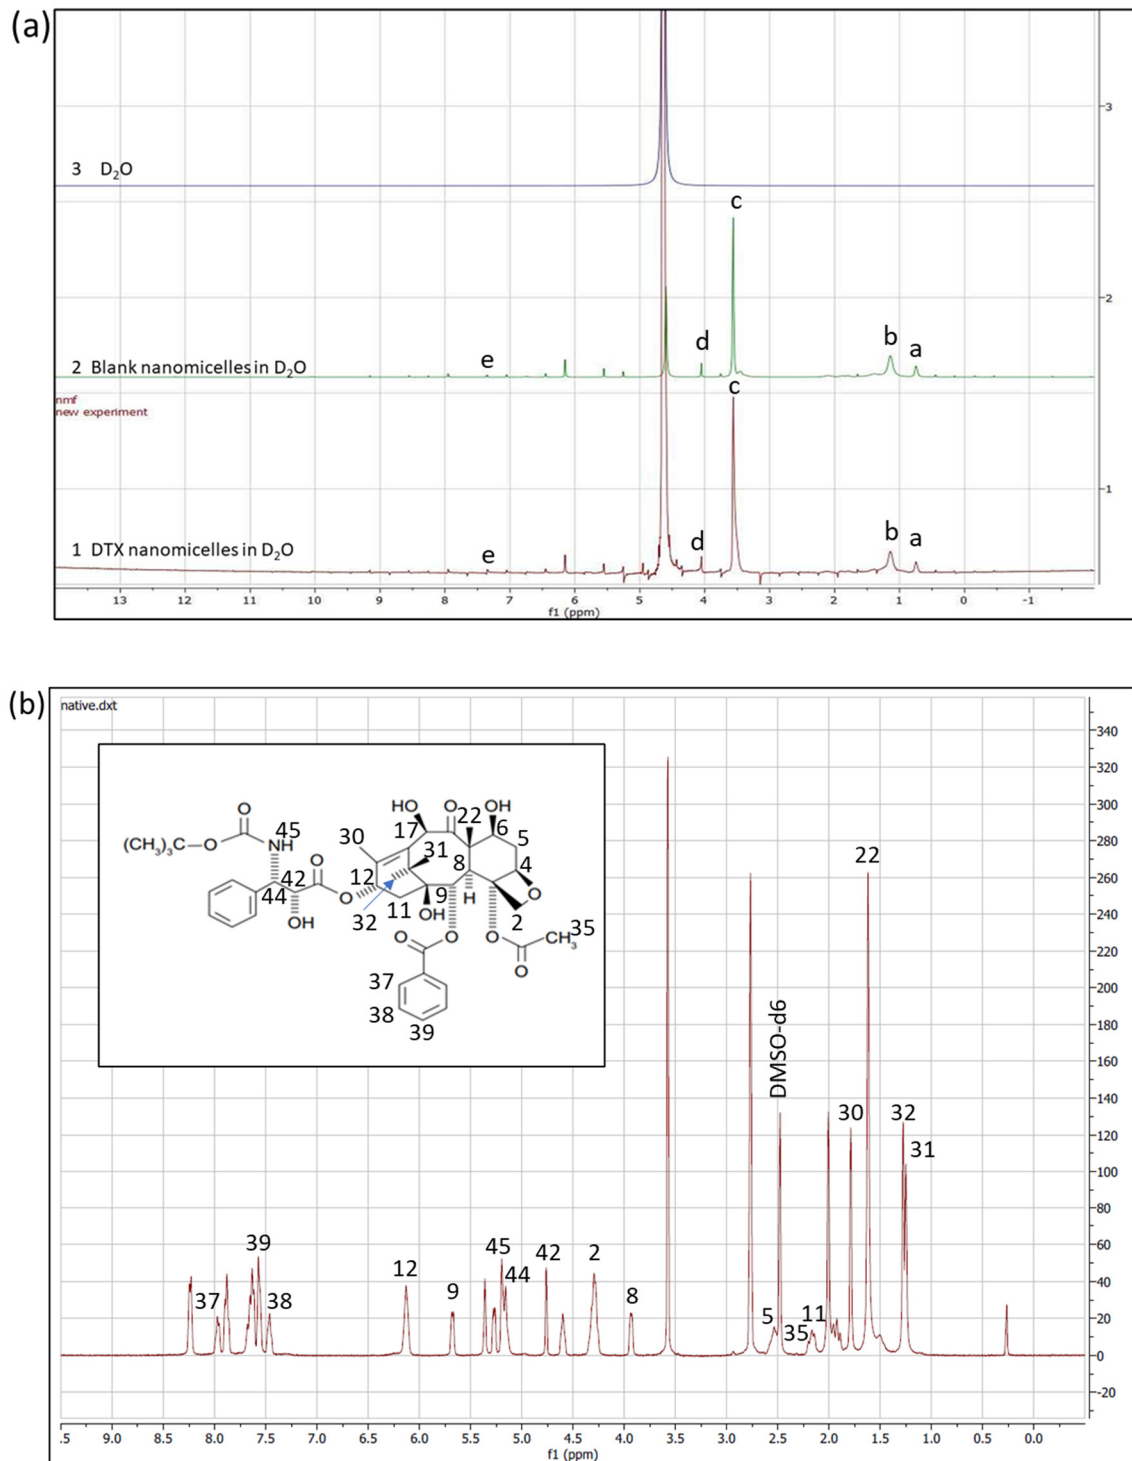 (a)
3 D₂O
c
3
2 Blank nanomicelles in D₂O
e
d
b
a
2
nmf
new experiment
c
1
1 DTX nanomicelles in D₂O
e
d
b
a
13 12 11 10 9 8 7 6 5 4 3 2 1 0 -1
f1 (ppm)
(b)
native.dxt
HO
O
22
OH
O
45
17
6
30
31
5
(CH₃)₃C
O
NH
8
4
42
O
12
O
44
O
9
H
11
OH
OH
2
32
O
O
O
CH₃
35
O
37
38
39
340
320
300
280
260
240
220
200
180
160
140
120
100
80
60
40
20
0
-20
37
39
38
12
9
45
44
42
2
8
5
DMSO-d6
35
11
30
22
32
31
.5 9.0 8.5 8.0 7.5 7.0 6.5 6.0 5.5 5.0 4.5 4.0 3.5 3.0 2.5 2.0 1.5 1.0 0.5 0.0
f1 (ppm)